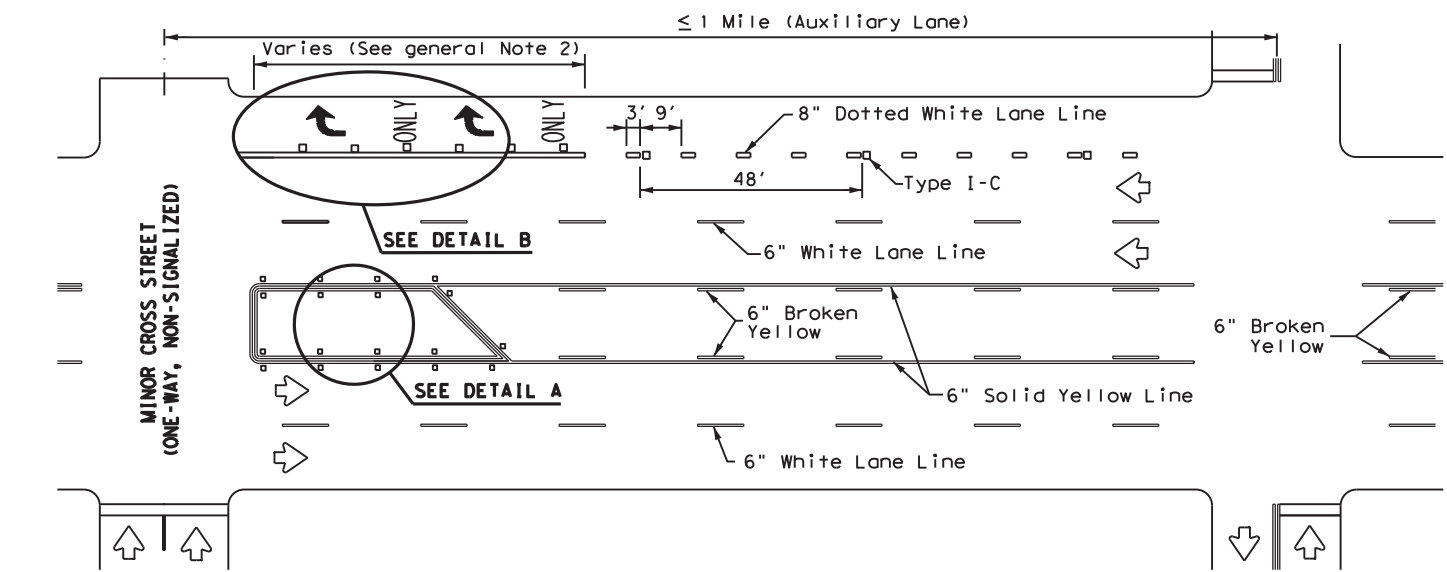 ≤ 1 Mile (Auxiliary Lane)
Varies (See general Note 2)
ONLY
ONLY
3' 9'
8" Dotted White Lane Line
48'
Type I-C
SEE DETAIL B
6" White Lane Line
MINOR CROSS STREET
(ONE-WAY, NON-SIGNALIZED)
6" Broken
Yellow
6" Broken
Yellow
SEE DETAIL A
6" Solid Yellow Line
6" White Lane Line